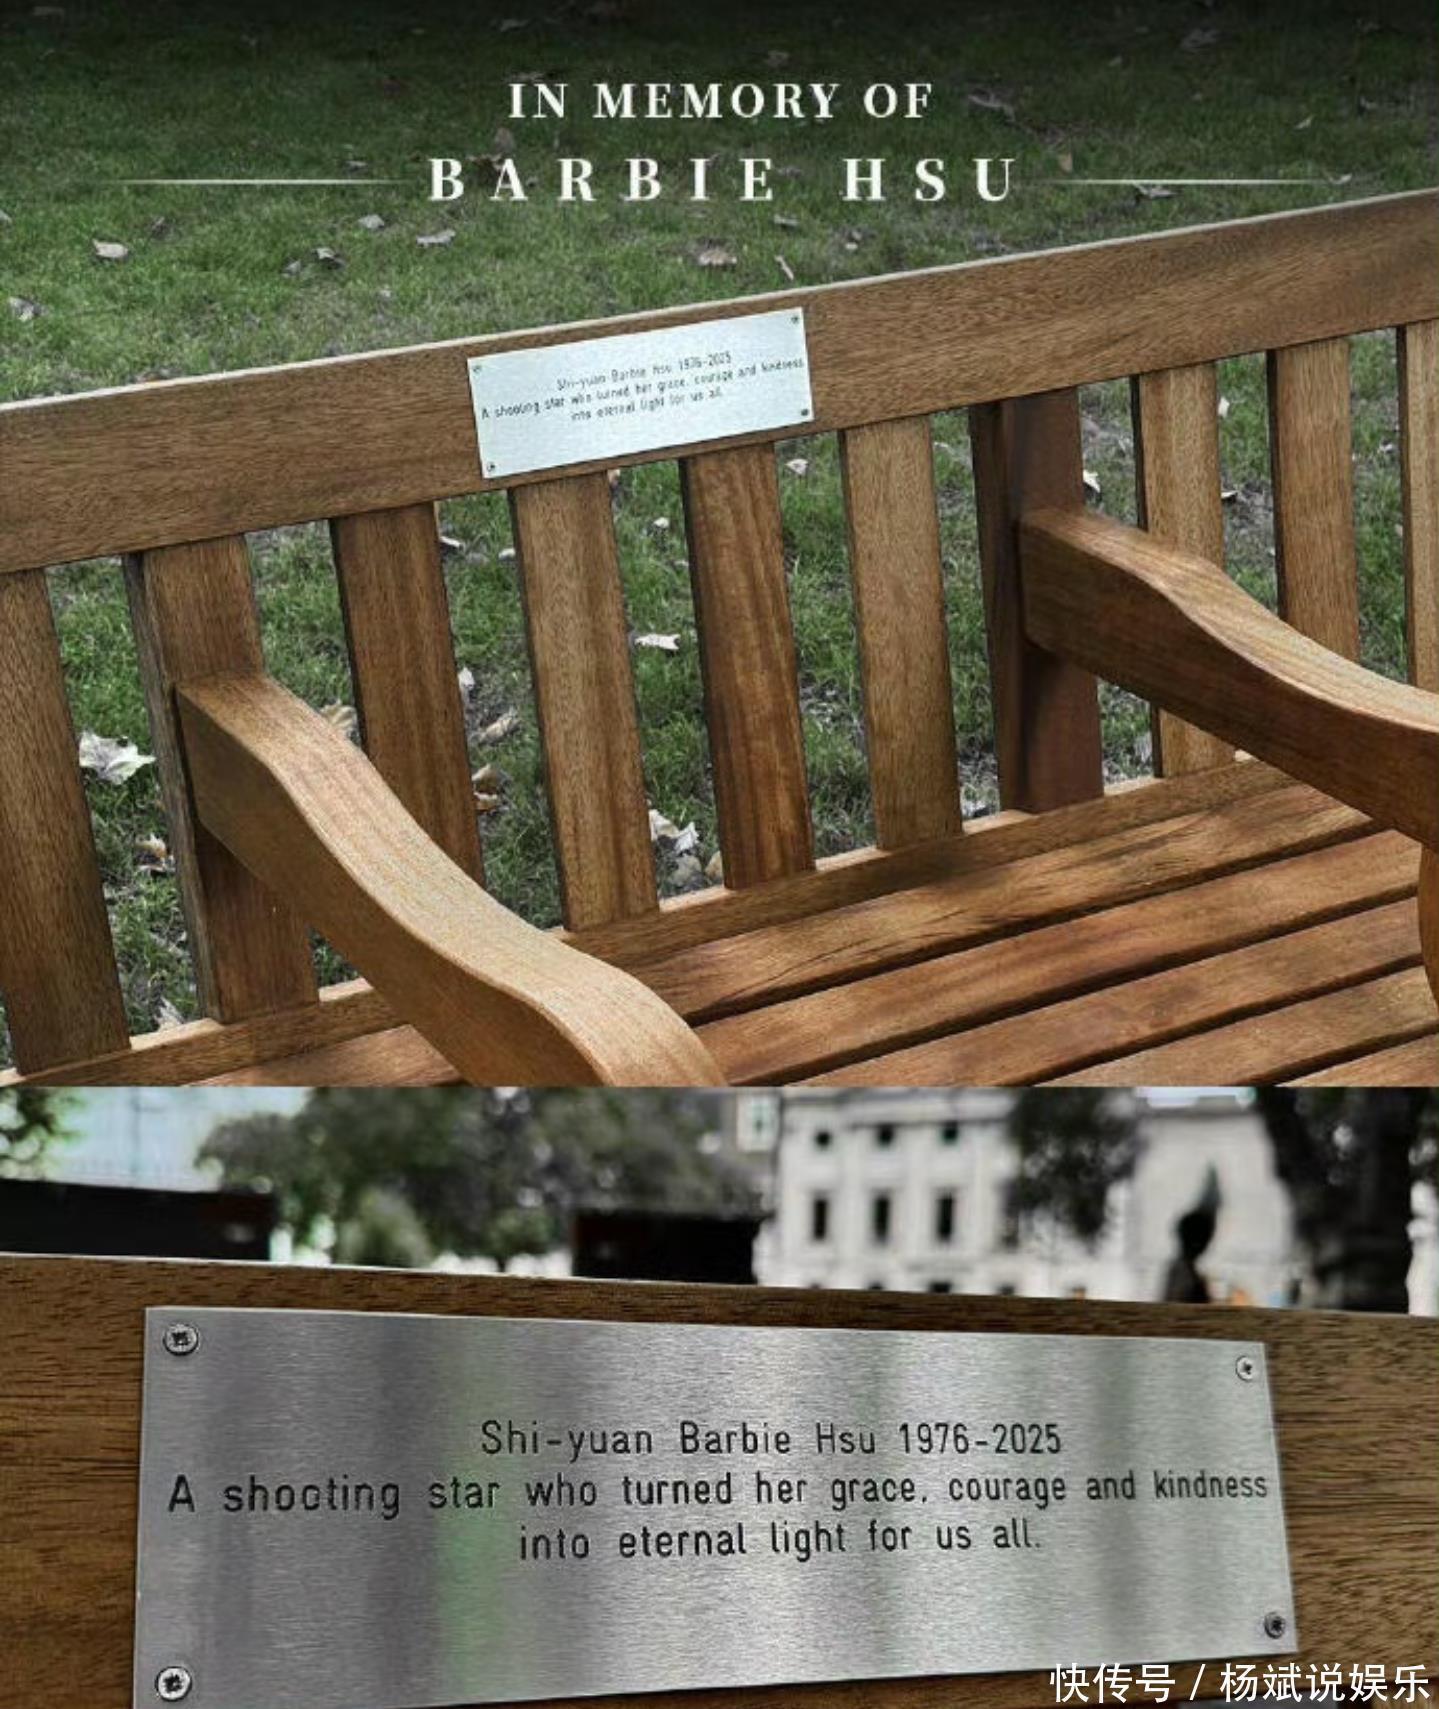 IN MEMORY OF
BARBIE HSU
Shi-yuan Barbie Hsu 1976-2025
A shooting star who turned her grace, courage and kindness
into eternal light for us all.
Shi-yuan Barbie Hsu 1976-2025
A shooting star who turned her grace, courage and kindness
into eternal light for us all.
快传号 / 杨斌说娱乐